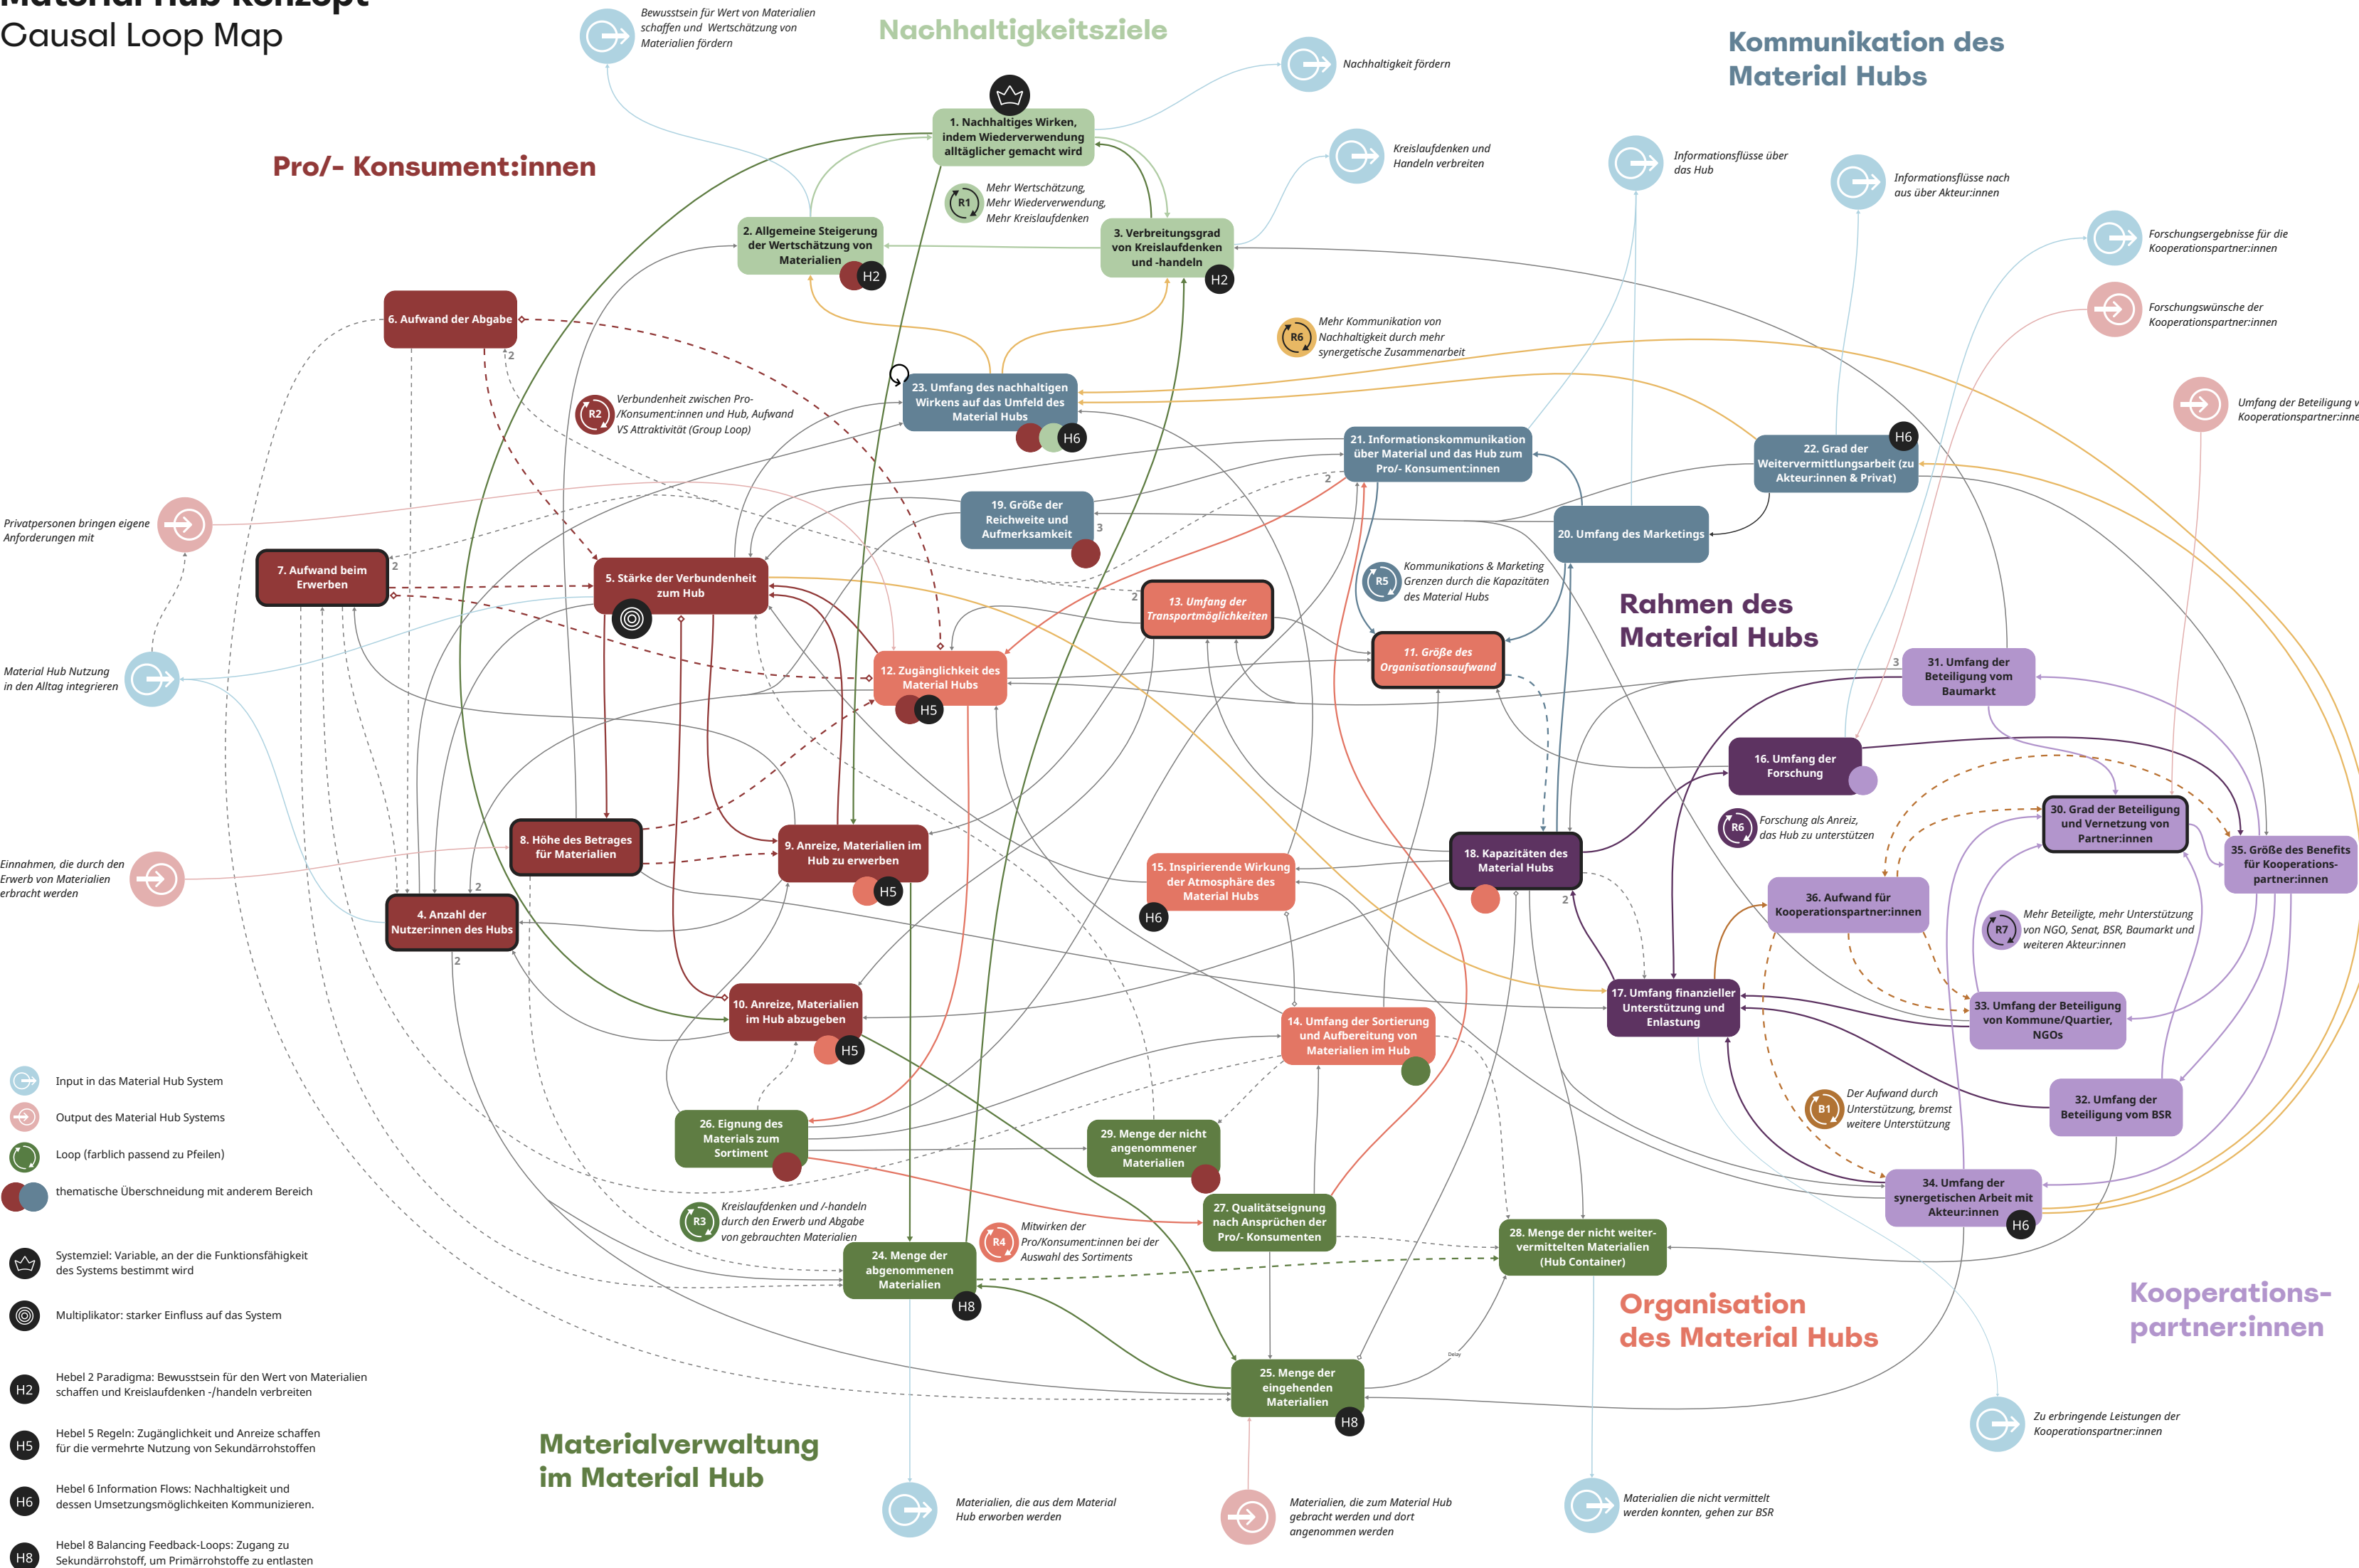 Material Hub Konzept
Causal Loop Map
Bewusstsein für Wert von Materialien
schaffen und Wertschätzung von
Materialien fördern
Nachhaltigkeitsziele
Nachhaltigkeit fördern
Kommunikation des
Material Hubs
Pro/- Konsument:innen
1. Nachhaltiges Wirken,
indem Wiederverwendung
alltäglicher gemacht wird
Kreislaufdenken und
Handeln verbreiten
Informationsflüsse über
das Hub
Informationsflüsse nach
aus über Akteur:innen
R1
Mehr Wertschätzung,
Mehr Wiederverwendung,
Mehr Kreislaufdenken
2. Allgemeine Steigerung
der Wertschätzung von
Materialien
H2
3. Verbreitungsgrad
von Kreislaufdenken
und -handeln
H2
Forschungsergebnisse für die
Kooperationspartner:innen
Forschungswünsche der
Kooperationspartner:innen
6. Aufwand der Abgabe
2
R6
Mehr Kommunikation von
Nachhaltigkeit durch mehr
synergetische Zusammenarbeit
R2
Verbundenheit zwischen Pro-
/Konsument:innen und Hub, Aufwand
VS Attraktivität (Group Loop)
23. Umfang des nachhaltigen
Wirkens auf das Umfeld des
Material Hubs
H6
Umfang der Beteiligung
Kooperationspartner:inne
21. Informationskommunikation
über Material und das Hub zum
Pro/- Konsument:innen
2
22. Grad der
Weitervermittlungsarbeit (zu
Akteur:innen & Privat)
H6
Privatpersonen bringen eigene
Anforderungen mit
19. Größe der
Reichweite und
Aufmerksamkeit
3
20. Umfang des Marketings
7. Aufwand beim
Erwerben
2
5. Stärke der Verbundenheit
zum Hub
R5
Kommunikations & Marketing
Grenzen durch die Kapazitäten
des Material Hubs
13. Umfang der
Transportmöglichkeiten
2
Rahmen des
Material Hubs
11. Größe des
Organisationsaufwand
Material Hub Nutzung
in den Alltag integrieren
12. Zugänglichkeit des
Material Hubs
H5
31. Umfang der
Beteiligung vom
Baumarkt
3
16. Umfang der
Forschung
R6
Forschung als Anreiz,
das Hub zu unterstützen
30. Grad der Beteiligung
und Vernetzung von
Partner:innen
35. Größe des Benefits
für Kooperations-
partner:innen
Einnahmen, die durch den
Erwerb von Materialien
erbracht werden
8. Höhe des Betrages
für Materialien
9. Anreize, Materialien im
Hub zu erwerben
H5
15. Inspirierende Wirkung
der Atmosphäre des
Material Hubs
H6
18. Kapazitäten des
Material Hubs
2
36. Aufwand für
Kooperationspartner:innen
R7
Mehr Beteiligte, mehr Unterstützung
von NGO, Senat, BSR, Baumarkt und
weiteren Akteur:innen
2
4. Anzahl der
Nutzer:innen des Hubs
2
10. Anreize, Materialien
im Hub abzugeben
H5
14. Umfang der Sortierung
und Aufbereitung von
Materialien im Hub
17. Umfang finanzieller
Unterstützung und
Enlastung
33. Umfang der Beteiligung
von Kommune/Quartier,
NGOs
Input in das Material Hub System
Output des Material Hub Systems
Loop (farblich passend zu Pfeilen)
thematische Überschneidung mit anderem Bereich
B1
Der Aufwand durch
Unterstützung, bremst
weitere Unterstützung
32. Umfang der
Beteiligung vom BSR
26. Eignung des
Materials zum
Sortiment
29. Menge der nicht
angenommener
Materialien
34. Umfang der
synergetischen Arbeit mit
Akteur:innen
H6
R3
Kreislaufdenken und /-handeln
durch den Erwerb und Abgabe
von gebrauchten Materialien
R4
Mitwirken der
Pro/Konsument:innen bei der
Auswahl des Sortiments
27. Qualitätseignung
nach Ansprüchen der
Pro/- Konsumenten
28. Menge der nicht weiter-
vermittelten Materialien
(Hub Container)
24. Menge der
abgenommenen
Materialien
H8
Systemziel: Variable, an der die Funktionsfähigkeit
des Systems bestimmt wird
Multiplikator: starker Einfluss auf das System
Organisation
des Material Hubs
Kooperations-
partner:innen
Delay
25. Menge der
eingehenden
Materialien
H8
H2
Hebel 2 Paradigma: Bewusstsein für den Wert von Materialien
schaffen und Kreislaufdenken -/handeln verbreiten
H5
Hebel 5 Regeln: Zugänglichkeit und Anreize schaffen
für die vermehrte Nutzung von Sekundärrohstoffen
H6
Hebel 6 Information Flows: Nachhaltigkeit und
dessen Umsetzungsmöglichkeiten Kommunizieren.
H8
Hebel 8 Balancing Feedback-Loops: Zugang zu
Sekundärrohstoff, um Primärrohstoffe zu entlasten
Materialverwaltung
im Material Hub
Zu erbringende Leistungen der
Kooperationspartner:innen
Materialien, die aus dem Material
Hub erworben werden
Materialien, die zum Material Hub
gebracht werden und dort
angenommen werden
Materialien die nicht vermittelt
werden konnten, gehen zur BSR